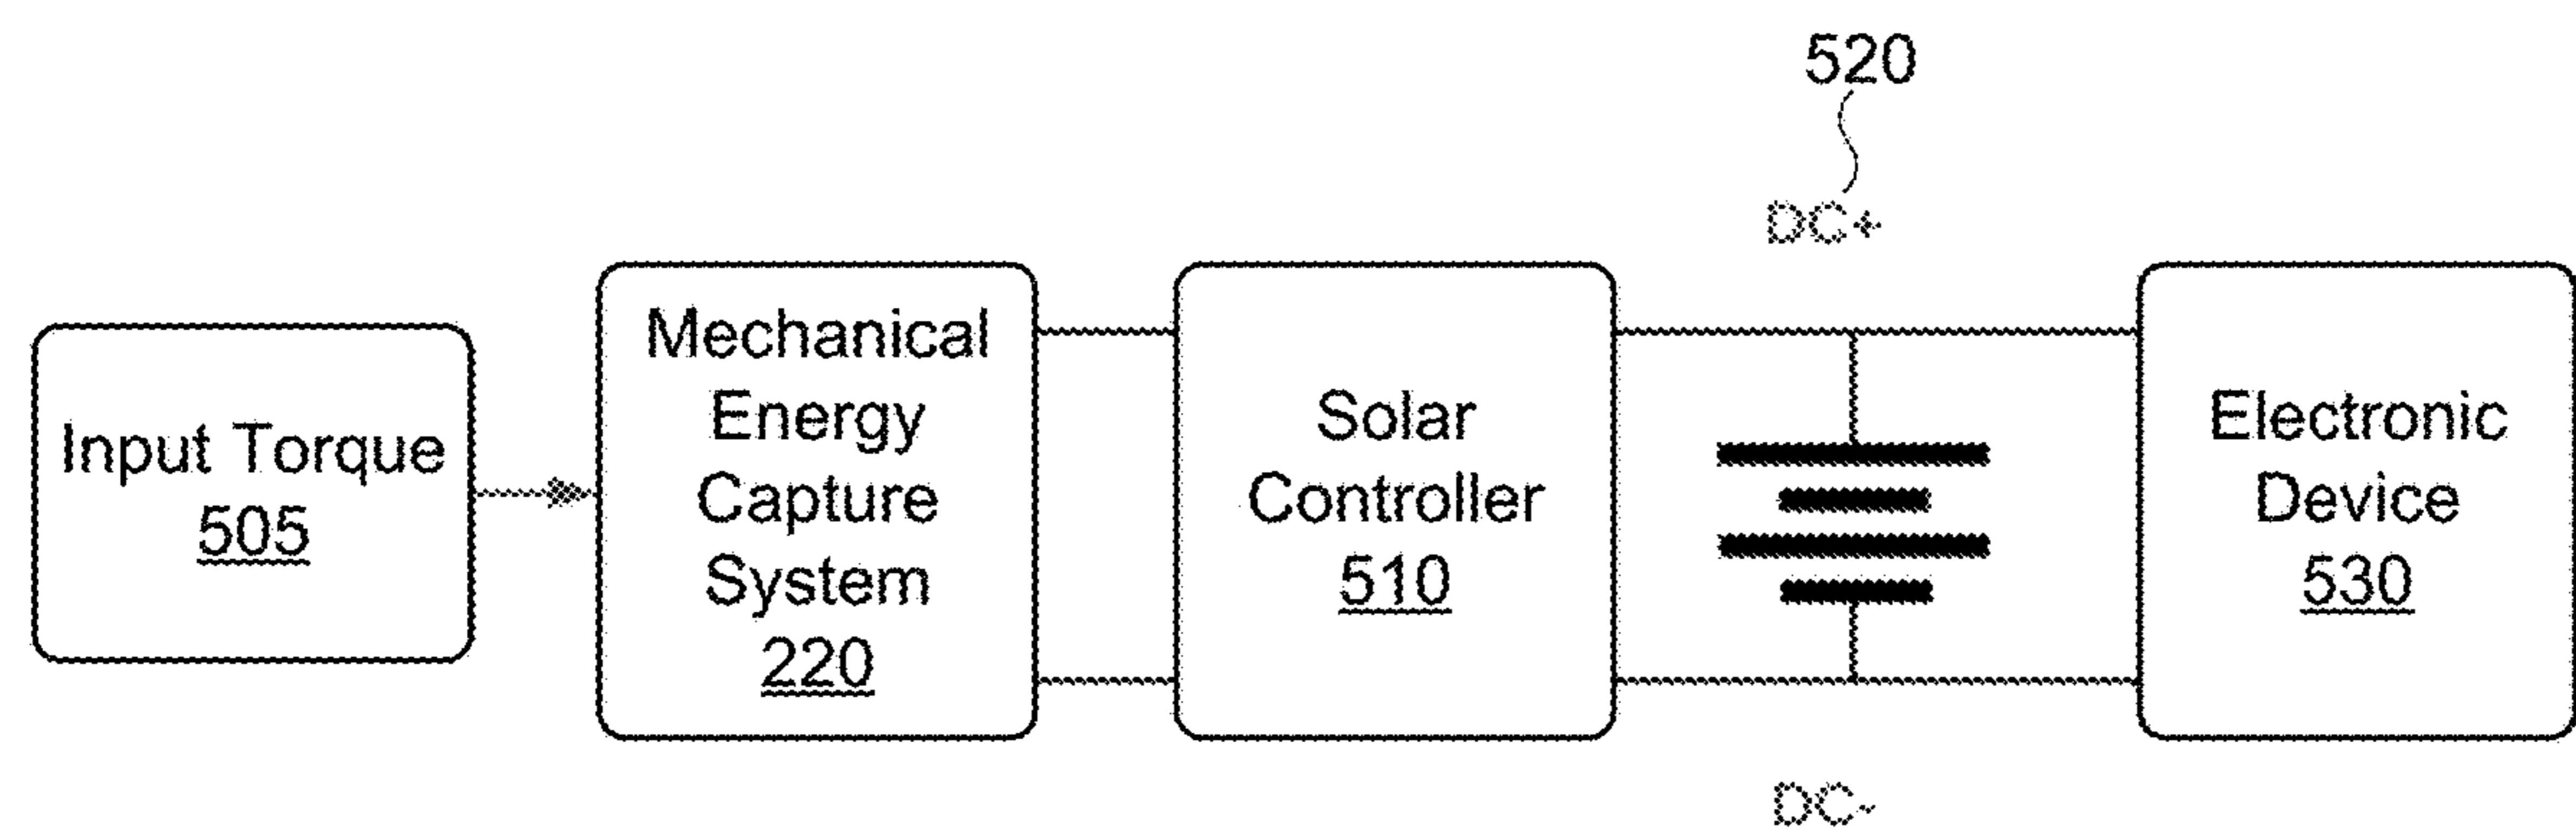 520
DC+
Input Torque
505
Mechanical
Energy
Capture
System
220
Solar
Controller
510
Electronic
Device
530
DC-